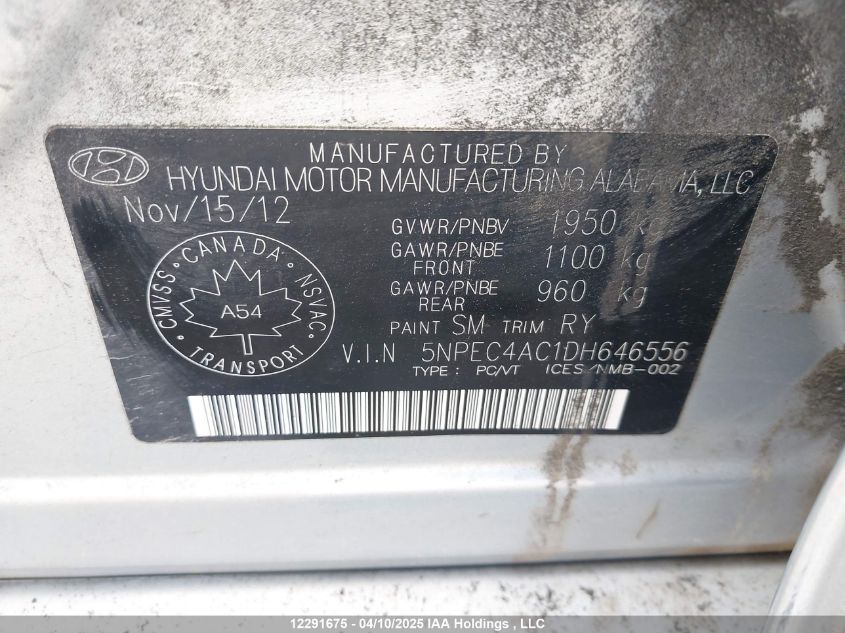 MANUFACTURED BY
HYUNDAI MOTOR MANUFACTURING ALABAMA, LLC
Nov/15/12
GVWR/PNBV 1950 kg
GAWR/PNBE FRONT 1100 kg
GAWR/PNBE REAR 960 kg
PAINT SM TRIM RY
V.I.N 5NPEC4AC1DH646556
TYPE : PC/VT ICES/NMB-002
CANADA
CMVSS NSVAC
A54
TRANSPORT
12291675 - 04/10/2025 IAA Holdings , LLC